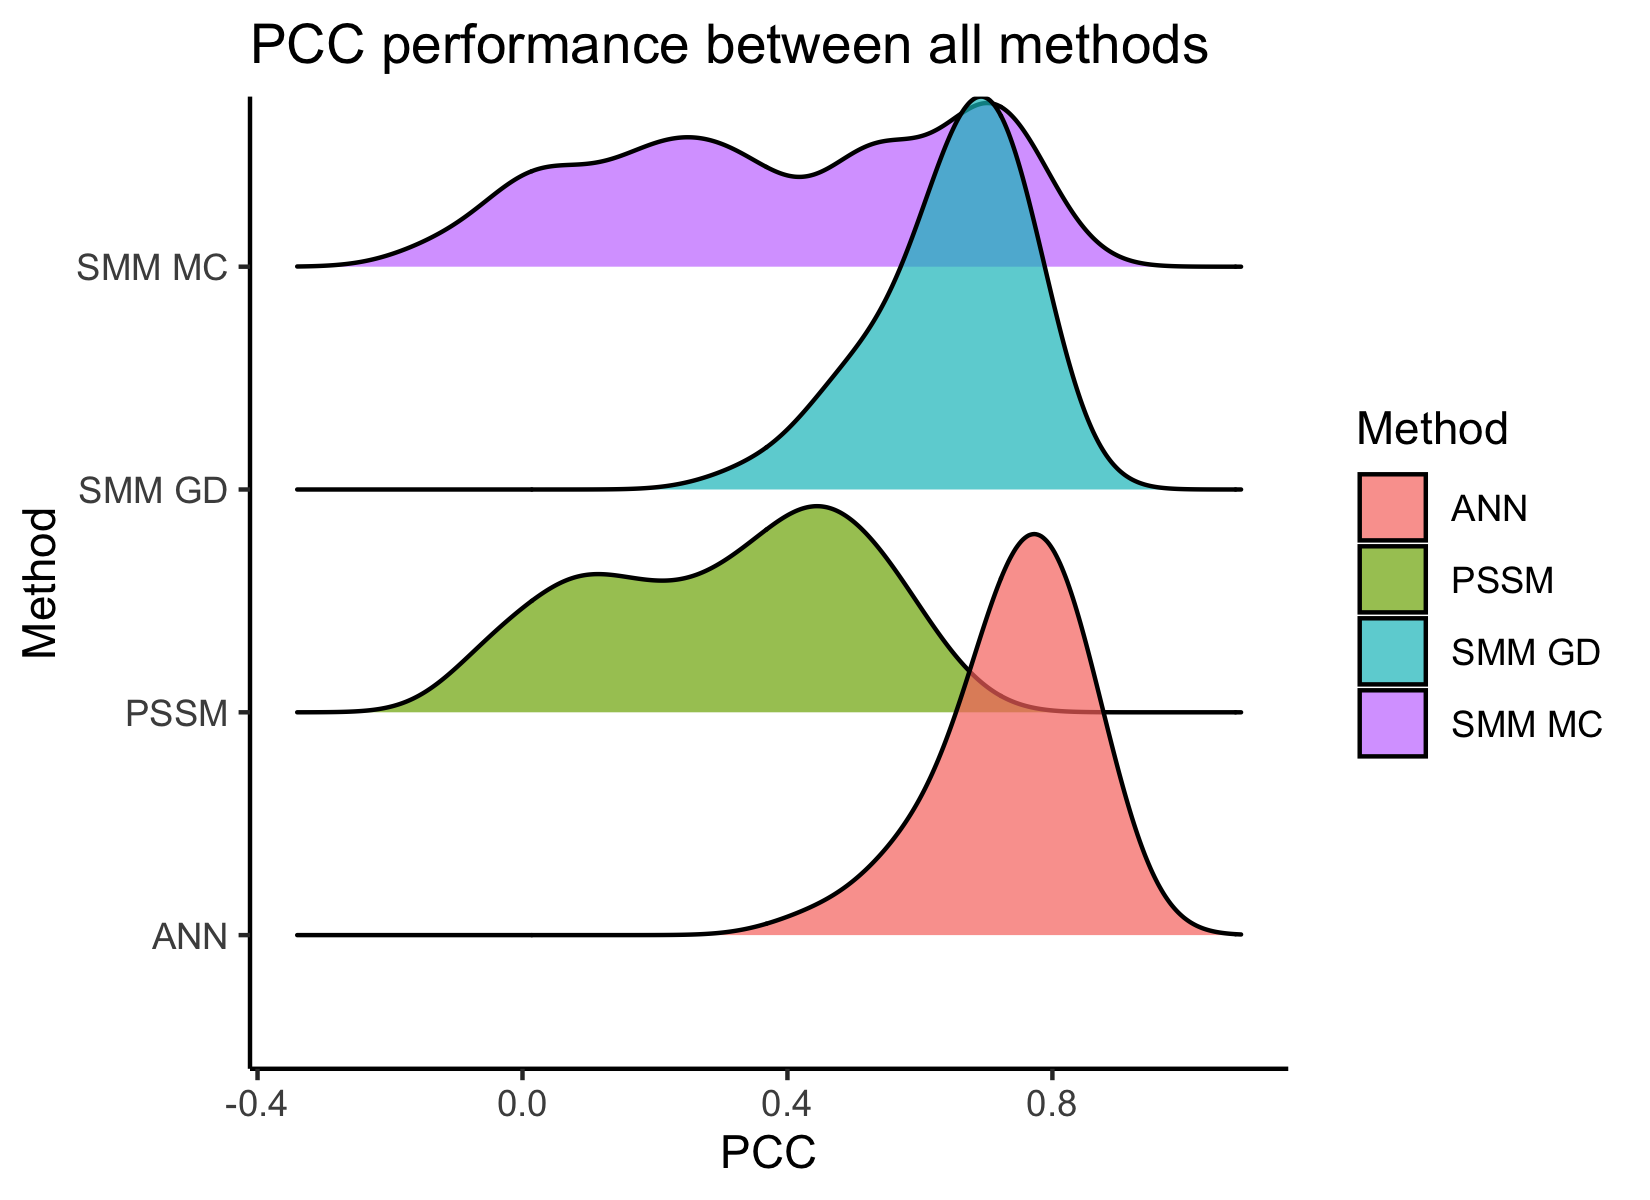 PCC performance between all methods
Method
SMM MC
SMM GD
PSSM
ANN
-0.4
0.0
0.4
0.8
PCC
Method
ANN
PSSM
SMM GD
SMM MC